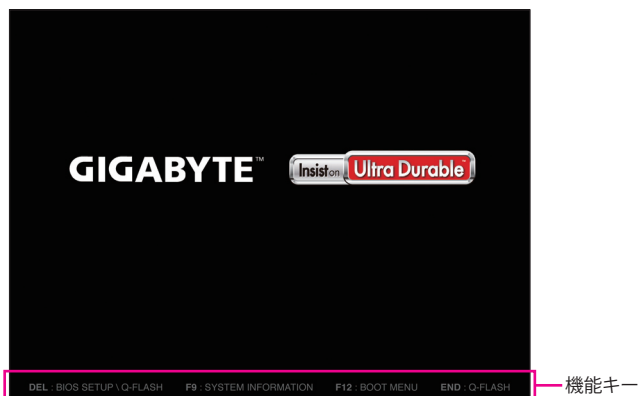 GIGABYTE™ Insist on Ultra Durable™
DEL : BIOS SETUP \ Q-FLASH F9 : SYSTEM INFORMATION F12 : BOOT MENU END : Q-FLASH
機能キー